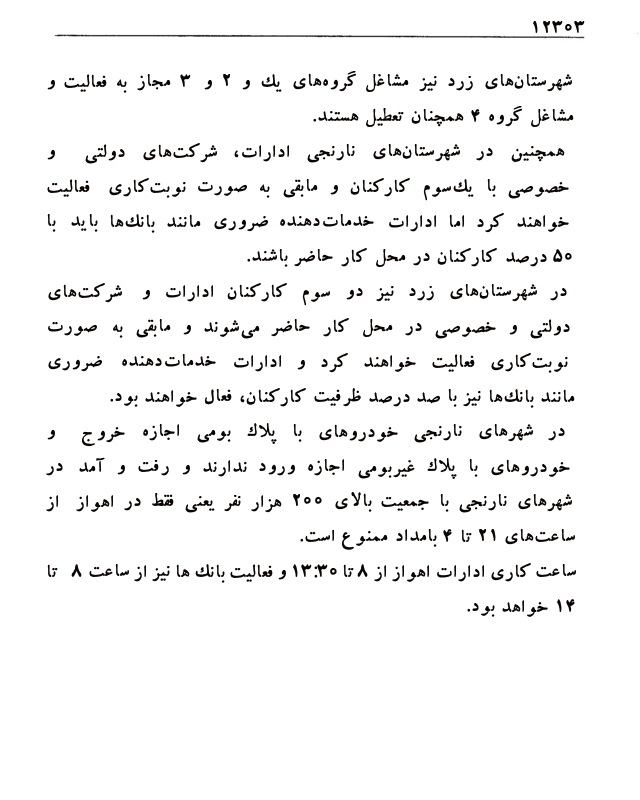 ۱۲۳۰۳
شهرستان‌های زرد نیز مشاغل گروه‌های یك و ۲ و ۳ مجاز به فعالیت و
مشاغل گروه ۴ همچنان تعطیل هستند.
همچنین در شهرستان‌های نارنجی ادارات، شرکت‌های دولتی و
خصوصی با یك‌سوم کارکنان و مابقی به صورت نوبت‌کاری فعالیت
خواهند کرد اما ادارات خدمات‌دهنده ضروری مانند بانك‌ها باید با
۵۰ درصد کارکنان در محل کار حاضر باشند.
در شهرستان‌های زرد نیز دو سوم کارکنان ادارات و شرکت‌های
دولتی و خصوصی در محل کار حاضر می‌شوند و مابقی به صورت
نوبت‌کاری فعالیت خواهند کرد و ادارات خدمات‌دهنده ضروری
مانند بانك‌ها نیز با صد درصد ظرفیت کارکنان، فعال خواهند بود.
در شهرهای نارنجی خودروهای با پلاك بومی اجازه خروج و
خودروهای با پلاك غیربومی اجازه ورود ندارند و رفت و آمد در
شهرهای نارنجی با جمعیت بالای ۲۰۰ هزار نفر یعنی فقط در اهواز از
ساعت‌های ۲۱ تا ۴ بامداد ممنوع است.
ساعت کاری ادارات اهواز از ۸ تا ۱۳:۳۰ و فعالیت بانك ها نیز از ساعت ۸ تا
۱۴ خواهد بود.